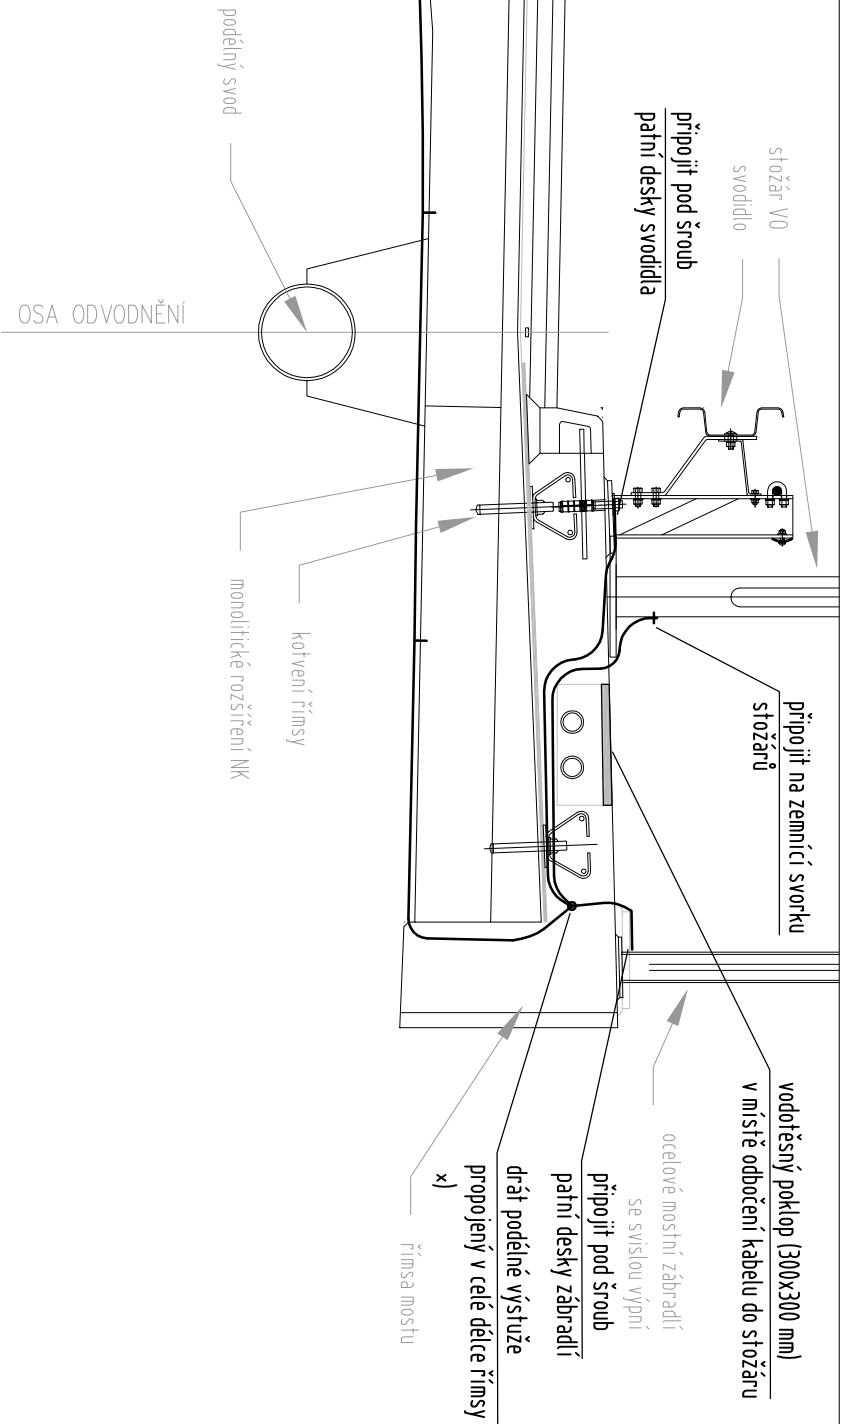 podélný svod
OSA ODVODNĚNÍ
stožár VO
svodidlo
připojit pod šroub
patní desky svodidla
monolitické rozšíření NK
kotvení římsy
připojit na zemnící svorku
stožárů
vodotěsný poklop (300x300 mm)
v místě odbočení kabelu do stožáru
ocelové mostní zábradlí
se svislou výpní
připojit pod šroub
patní desky zábradlí
drát podélné výstuže
propojený v celé délce římsy
x)
římsa mostu